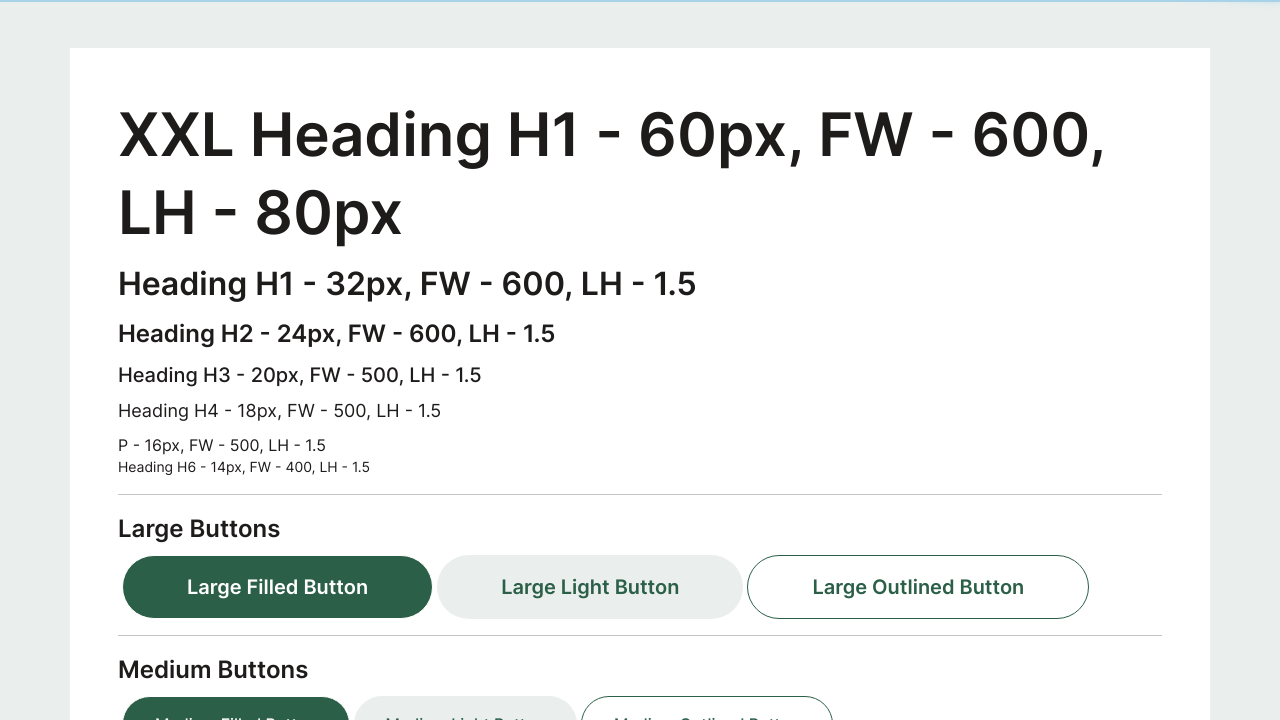 XXL Heading H1 - 60px, FW - 600,
LH - 80px
Heading H1 - 32px, FW - 600, LH - 1.5
Heading H2 - 24px, FW - 600, LH - 1.5
Heading H3 - 20px, FW - 500, LH - 1.5
Heading H4 - 18px, FW - 500, LH - 1.5
P - 16px, FW - 500, LH - 1.5
Heading H6 - 14px, FW - 400, LH - 1.5
Large Buttons
Large Filled Button
Large Light Button
Large Outlined Button
Medium Buttons